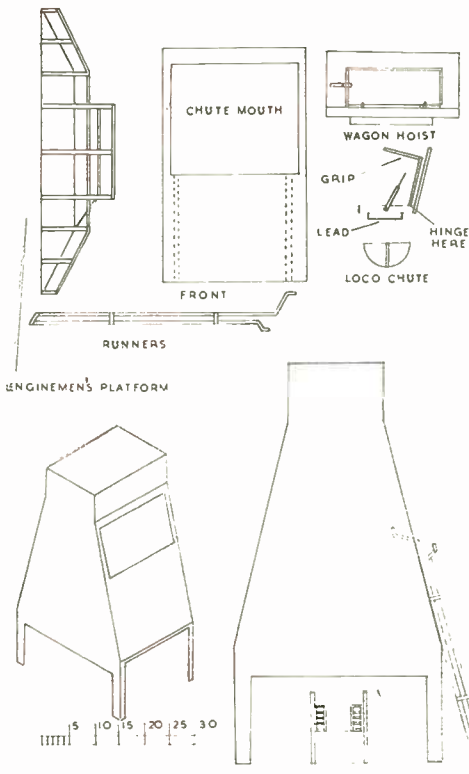 CHUTE MOUTH
WAGON HOIST
GRIP
LEAD
HINGE
HERE
LOCO CHUTE
FRONT
RUNNERS
ENGINEMEN'S PLATFORM
5 10 15 20 25 30